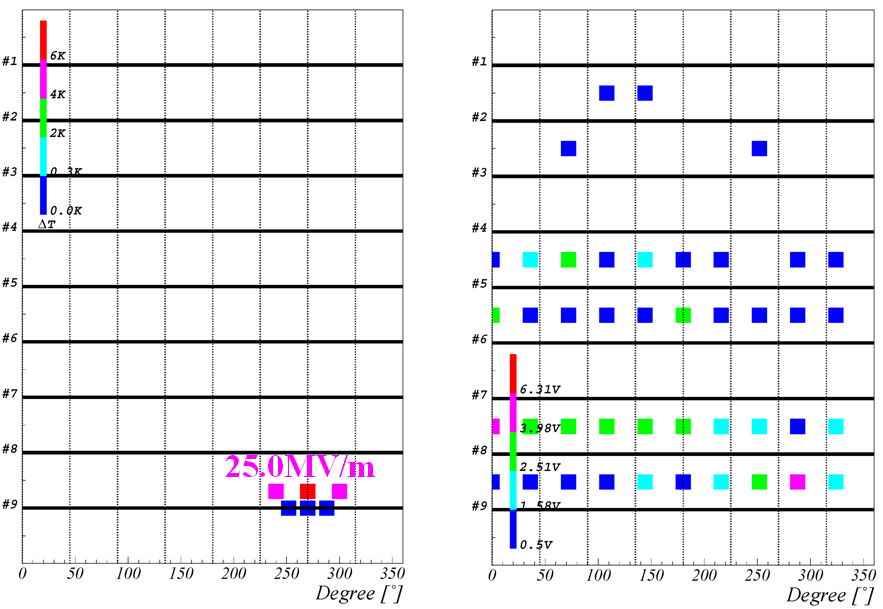 #1
#2
#3
#4
#5
#6
#7
#8
#9
6K
4K
2K
0.3K
0.0K
ΔT
25.0MV/m
0 50 100 150 200 250 300 350
Degree [°]
#1
#2
#3
#4
#5
#6
#7
#8
#9
6.31V
3.98V
2.51V
1.58V
0.5V
0 50 100 150 200 250 300 350
Degree [°]